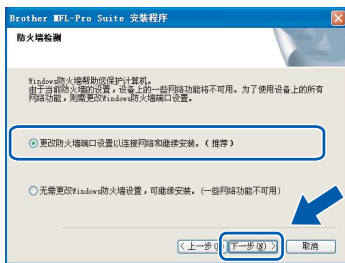 Brother MFL-Pro Suite 安装程序
防火墙检测
Windows防火墙帮助您保护计算机。
由于当前防火墙的设置，设备上的一些网络功能将不可用。为了使用设备上的所有
网络功能，则需更改Windows防火墙端口设置。
更改防火墙端口设置以连接网络和继续安装。（推荐）
无需更改Windows防火墙设置，可继续安装。（一些网络功能不可用）
<上一步 下一步(N) > 取消